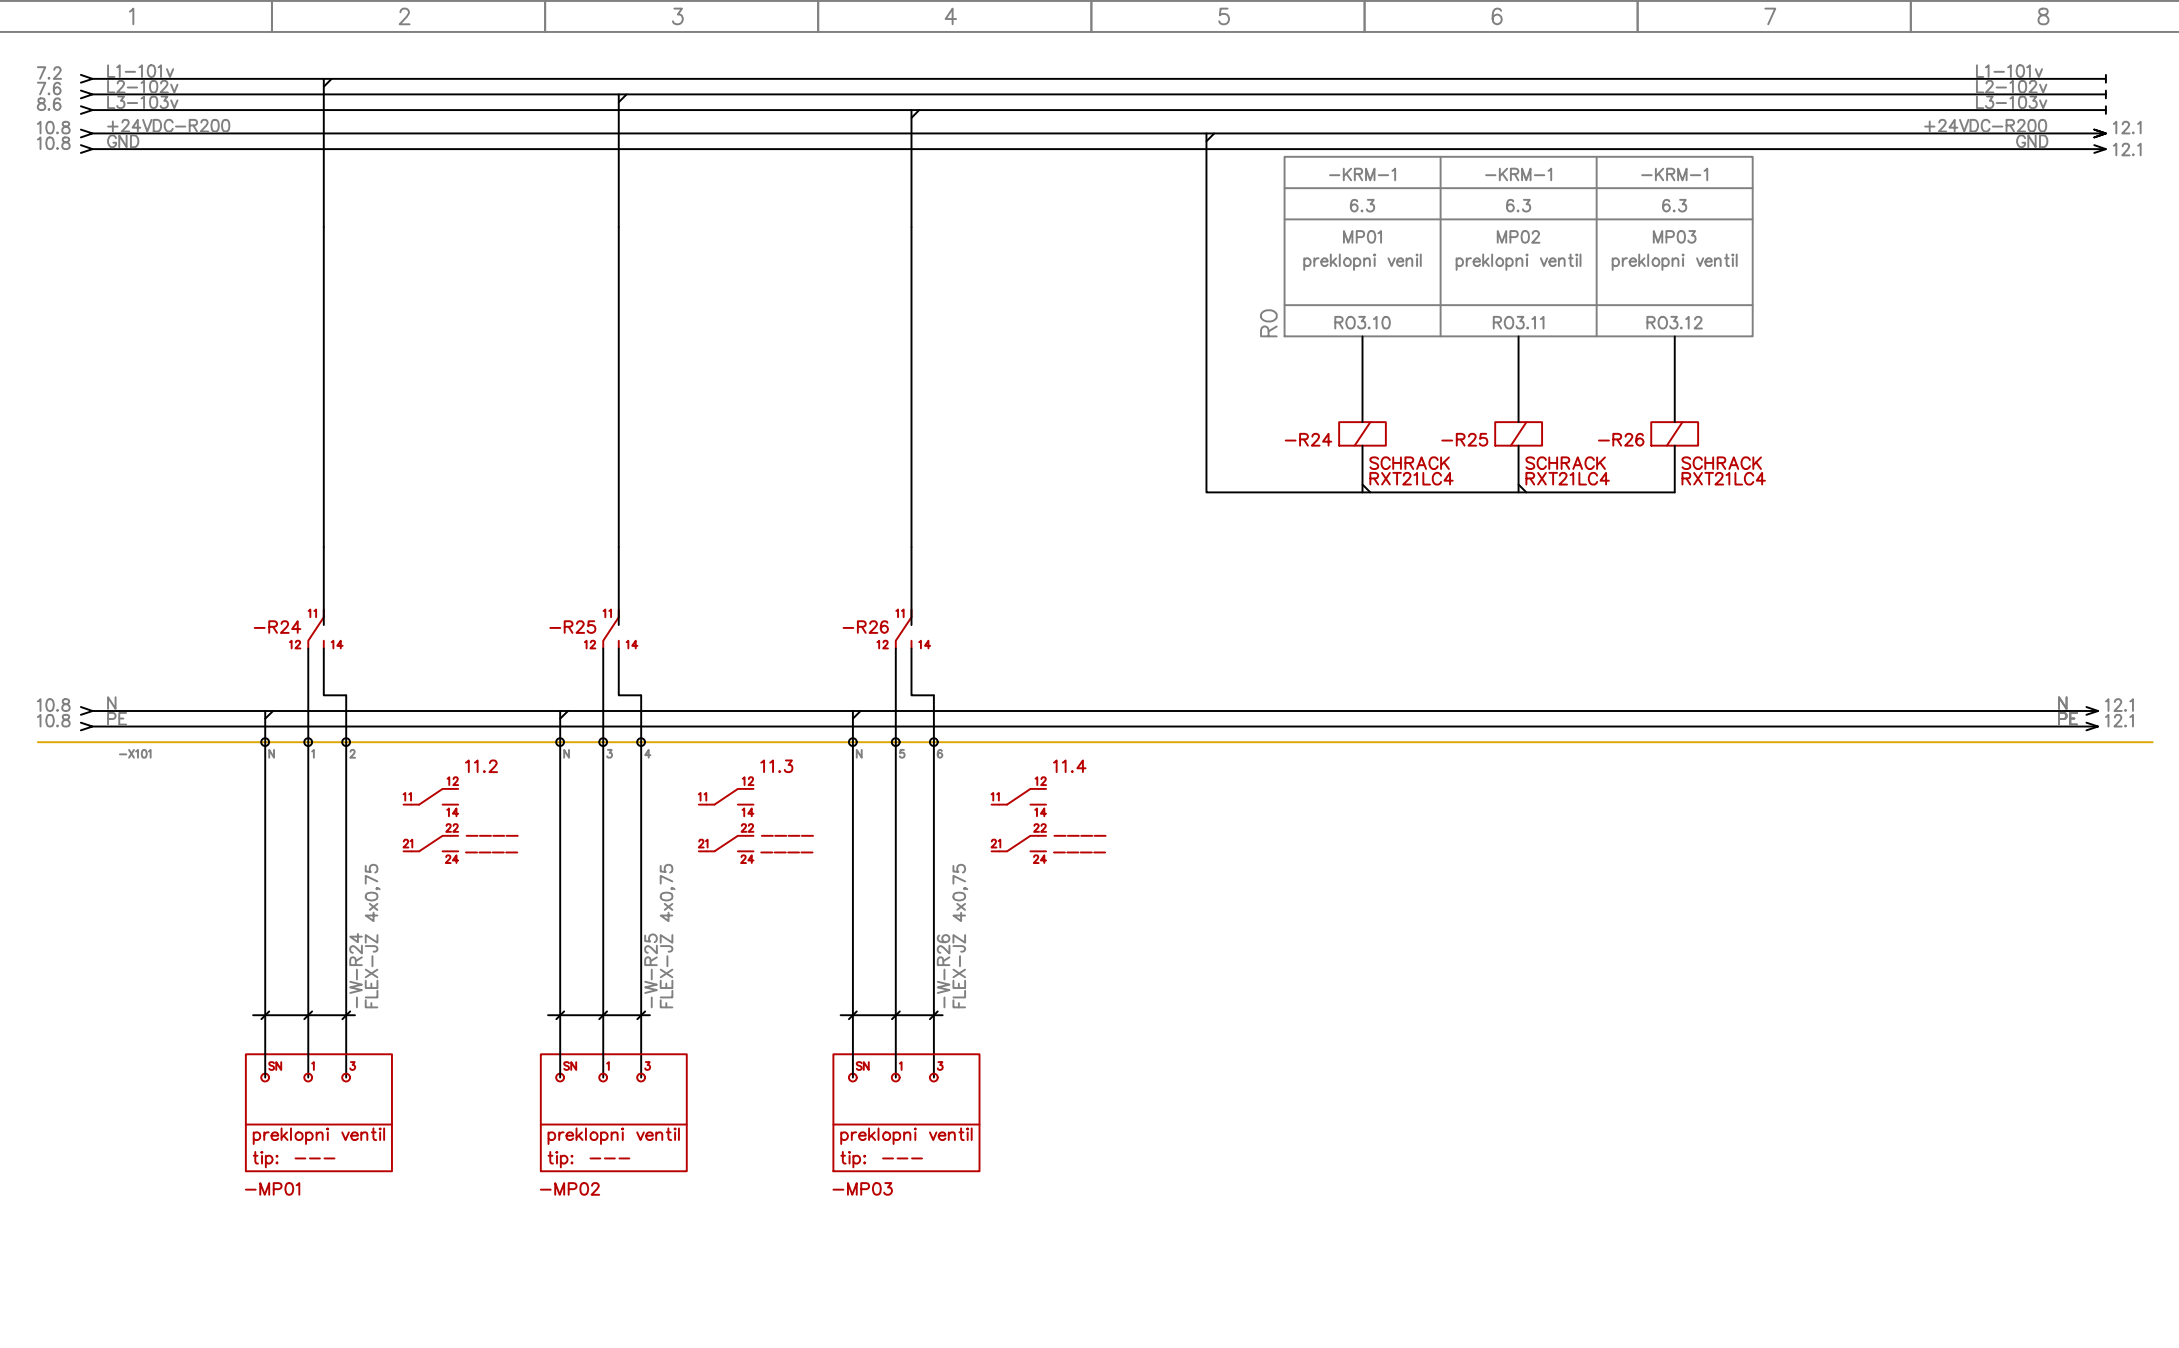 1 2 3 4 5 6 7 8
7.2 L1-101v L1-101v
7.6 L2-102v L2-102v
8.6 L3-103v L3-103v
10.8 +24VDC-R200 +24VDC-R200 12.1
10.8 GND GND 12.1
-KRM-1 -KRM-1 -KRM-1
6.3 6.3 6.3
MP01 MP02 MP03
preklopni venil preklopni ventil preklopni ventil
RO RO3.10 RO3.11 RO3.12
-R24 -R25 -R26
SCHRACK SCHRACK SCHRACK
RXT21LC4 RXT21LC4 RXT21LC4
11 11 11
-R24 -R25 -R26
12 14 12 14 12 14
10.8 N N 12.1
10.8 PE PE 12.1
-X101 N 1 2 N 3 4 N 5 6
11.2 11.3 11.4
12 12 12
11 11 11
14 14 14
22 ---- 22 ---- 22 ----
21 21 21
24 ---- 24 ---- 24 ----
-W-R24 -W-R25 -W-R26
FLEX-JZ 4x0,75 FLEX-JZ 4x0,75 FLEX-JZ 4x0,75
SN 1 3 SN 1 3 SN 1 3
preklopni ventil preklopni ventil preklopni ventil
tip: --- tip: --- tip: ---
-MP01 -MP02 -MP03